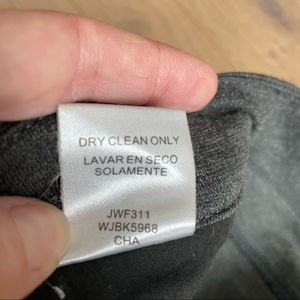 DRY CLEAN ONLY
LAVAR EN SECO
SOLAMENTE
JWF311
WJBK5968
CHA